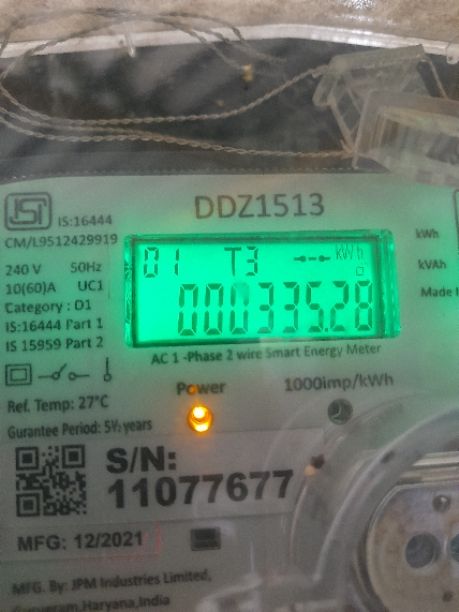 ISI
IS:16444
CM/L9512429919
DDZ1513
kWh
kVAh
240 V 50Hz
10(60)A UC1
Category : D1
IS:16444 Part 1
IS 15959 Part 2
01 T3 kWh
000335.28
AC 1 -Phase 2 wire Smart Energy Meter
Power
1000imp/kWh
Ref. Temp: 27°C
Gurantee Period: 5½ years
S/N:
11077677
MFG: 12/2021
MFG. By: JPM Industries Limited,
Haryana,India
Made